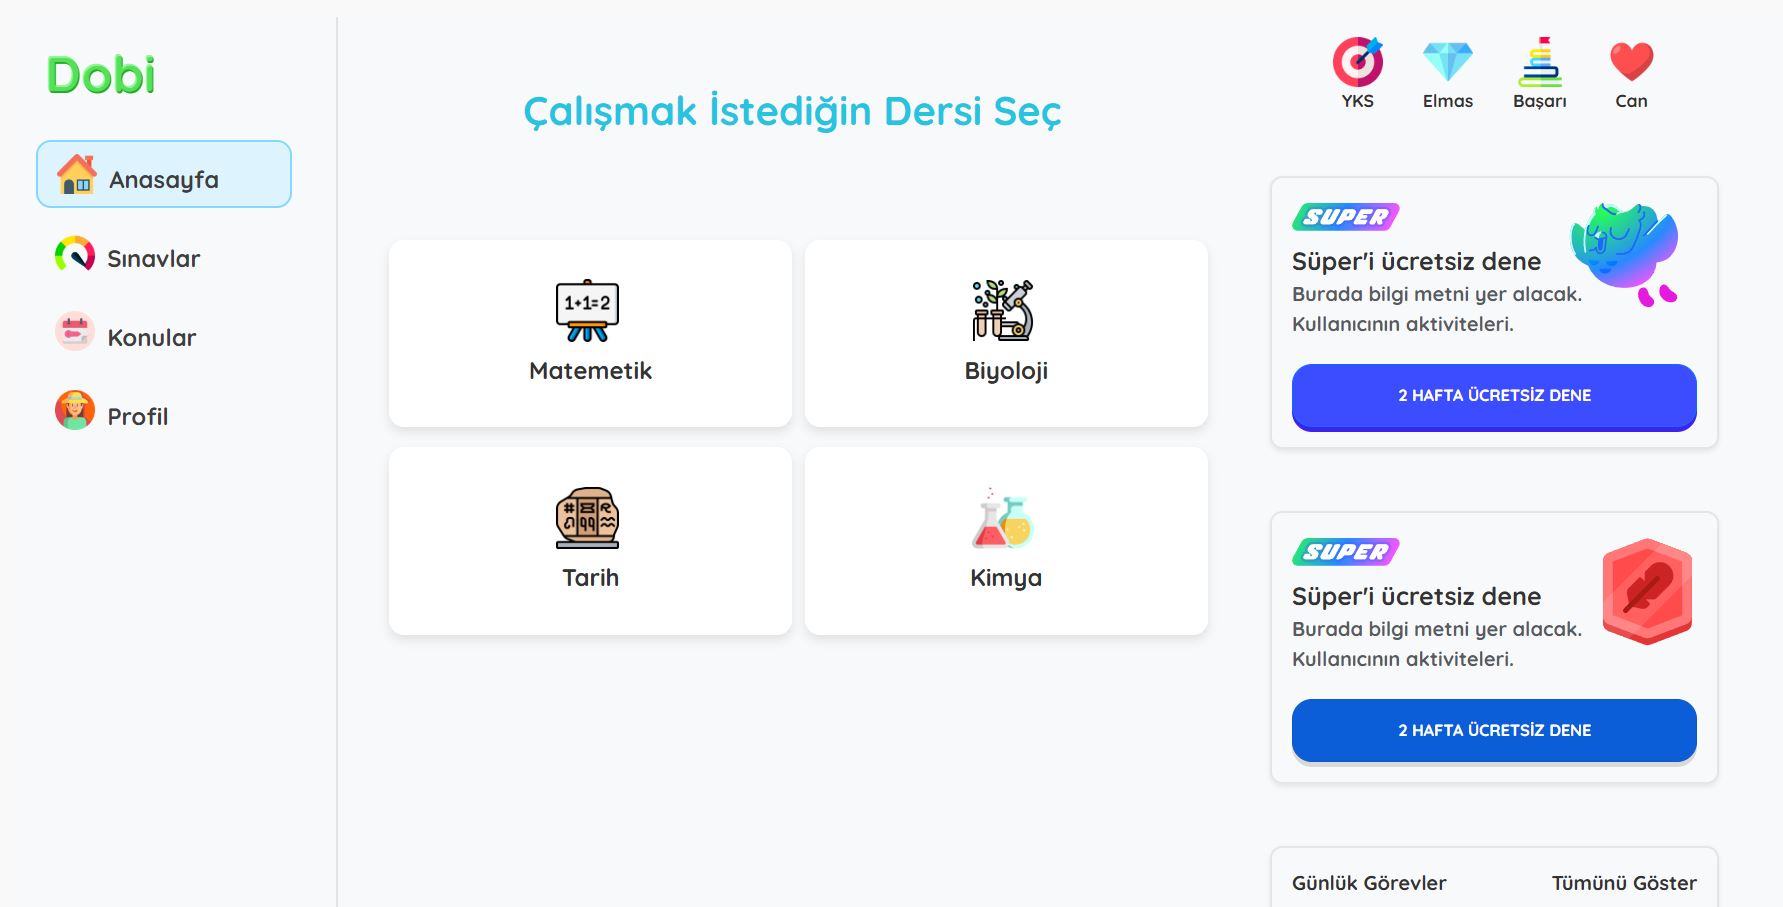 Dobi
Anasayfa
Sınavlar
Konular
Profil
Çalışmak İstediğin Dersi Seç
1+1=2
Matemetik
Biyoloji
Tarih
Kimya
YKS
Elmas
Başarı
Can
SUPER
Süper'i ücretsiz dene
Burada bilgi metni yer alacak.
Kullanıcının aktiviteleri.
2 HAFTA ÜCRETSİZ DENE
SUPER
Süper'i ücretsiz dene
Burada bilgi metni yer alacak.
Kullanıcının aktiviteleri.
2 HAFTA ÜCRETSİZ DENE
Günlük Görevler Tümünü Göster